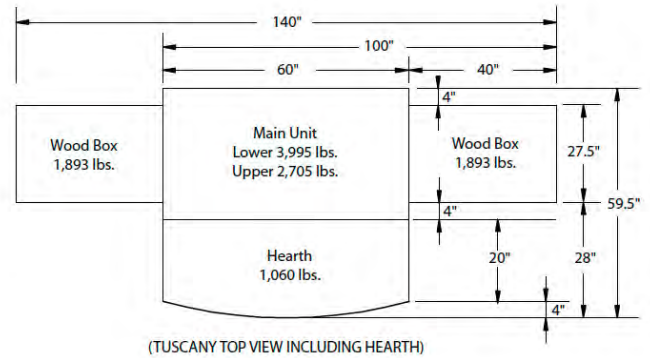 140"
100"
60"
40"
4"
Wood Box
1,893 lbs.
Main Unit
Lower 3,995 lbs.
Upper 2,705 lbs.
Wood Box
1,893 lbs.
27.5"
59.5"
4"
Hearth
1,060 lbs.
20"
28"
4"
(TUSCANY TOP VIEW INCLUDING HEARTH)